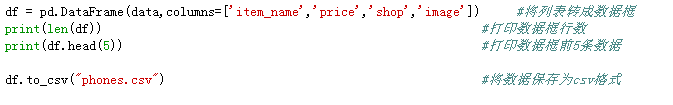 df = pd.DataFrame(data,columns=['item_name','price','shop','image']) #将列表转成数据框
print(len(df)) #打印数据框行数
print(df.head(5)) #打印数据框前5条数据
df.to_csv("phones.csv") #将数据保存为csv格式